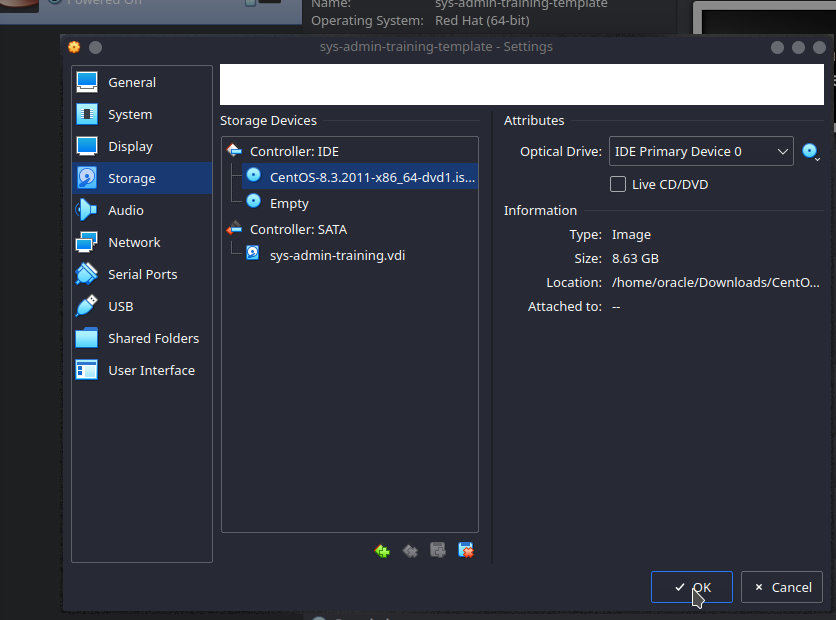 Powered On
Name: sys-admin-training-template
Operating System: Red Hat (64-bit)
sys-admin-training-template - Settings
General
System
Display
Storage
Audio
Network
Serial Ports
USB
Shared Folders
User Interface
Storage Devices
Controller: IDE
CentOS-8.3.2011-x86_64-dvd1.is...
Empty
Controller: SATA
sys-admin-training.vdi
Attributes
Optical Drive: IDE Primary Device 0
Live CD/DVD
Information
Type: Image
Size: 8.63 GB
Location: /home/oracle/Downloads/CentO...
Attached to: --
OK
Cancel